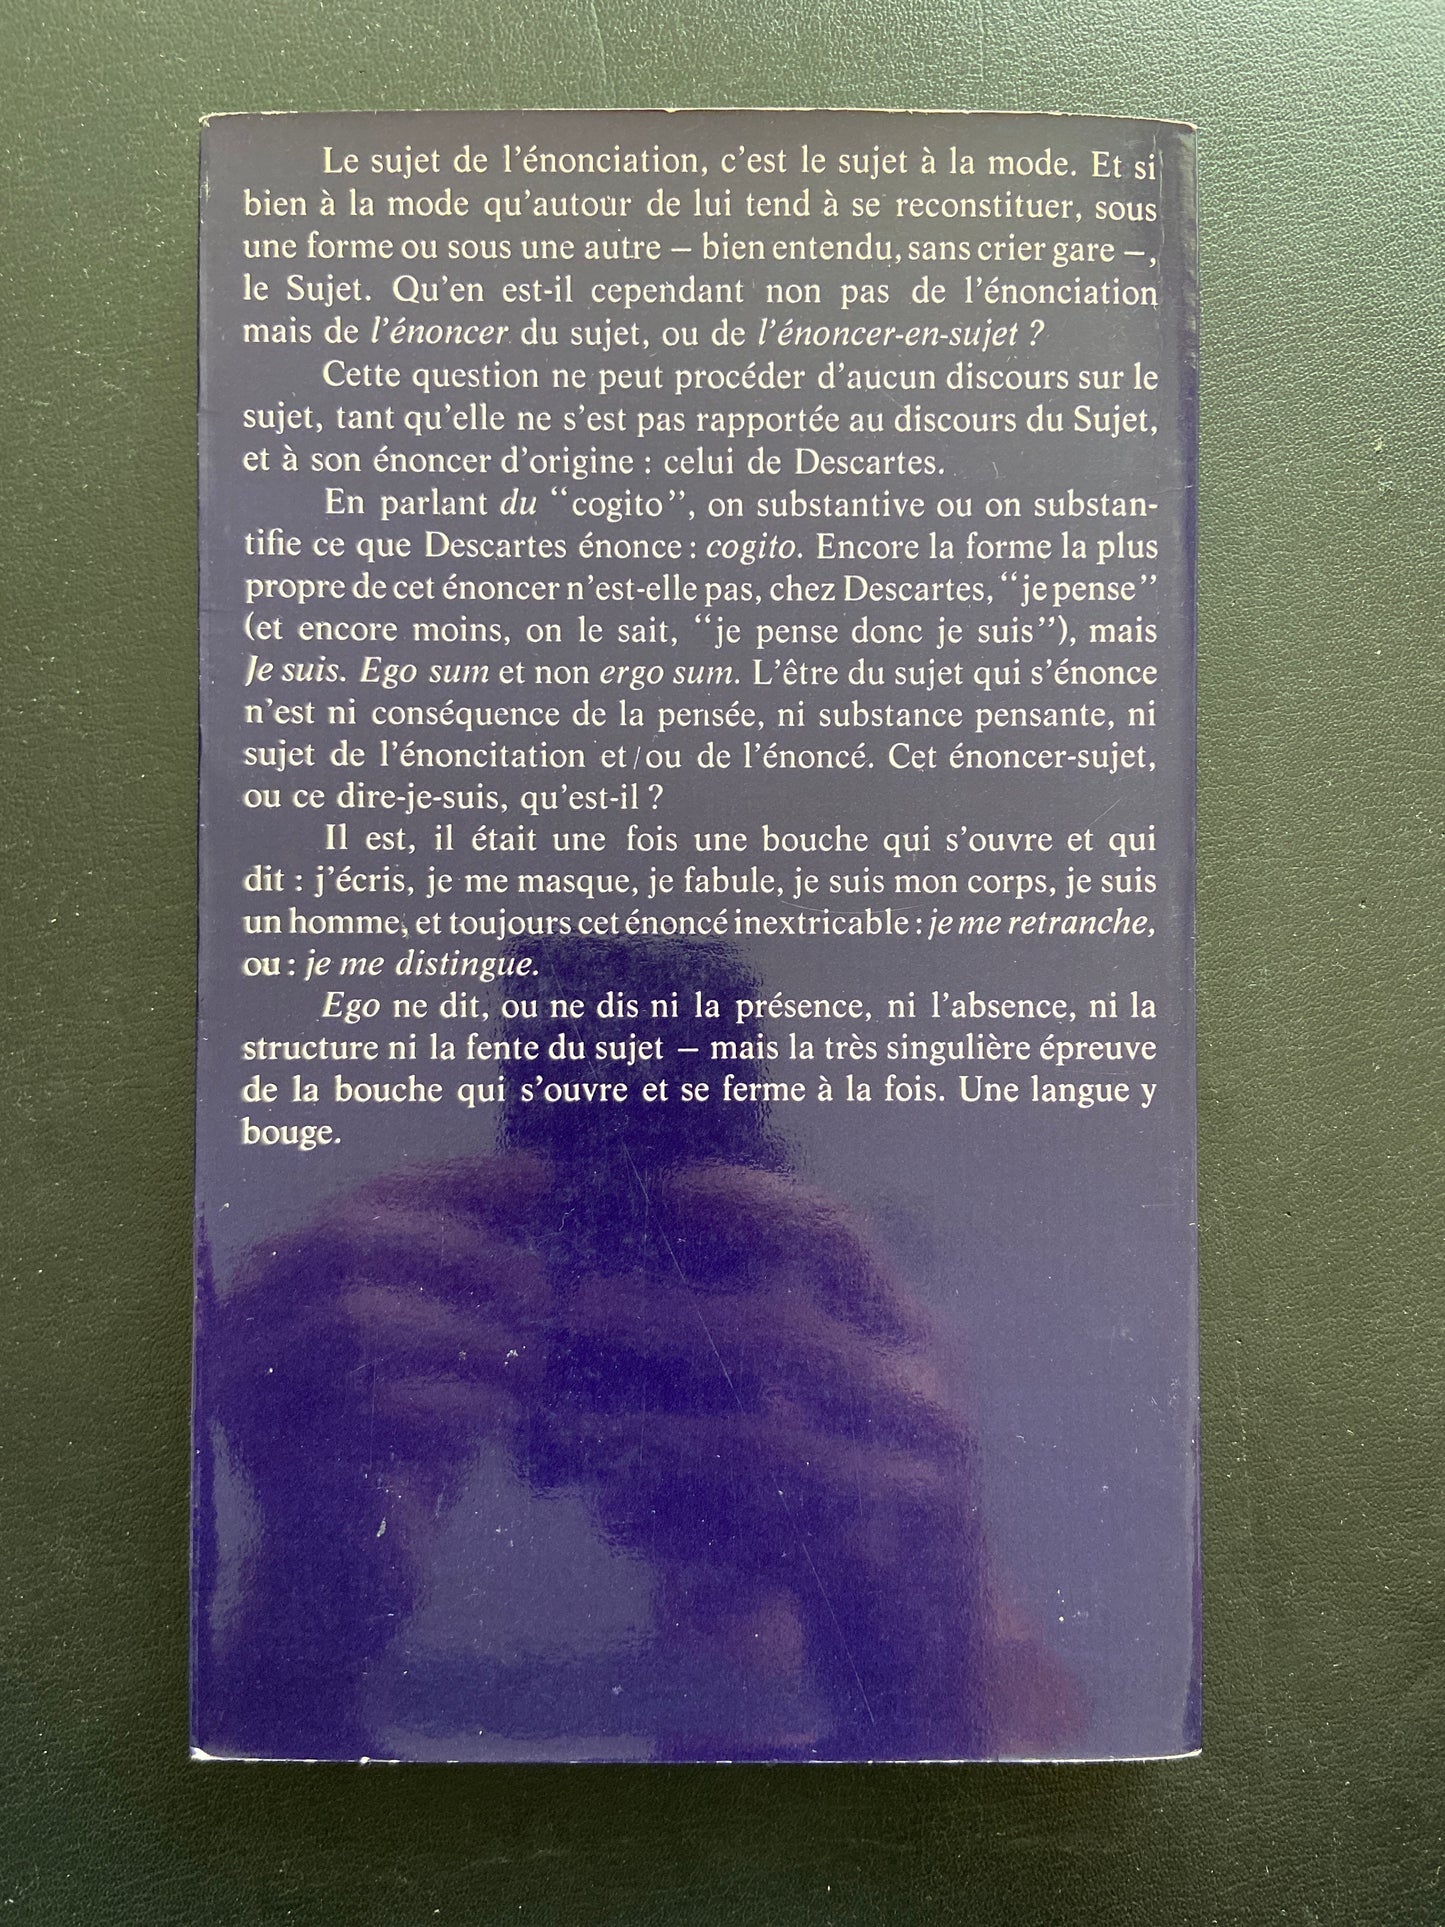 Le sujet de l’énonciation, c’est le sujet à la mode. Et si
bien à la mode qu’autour de lui tend à se reconstituer, sous
une forme ou sous une autre – bien entendu, sans crier gare –,
le Sujet. Qu’en est-il cependant non pas de l’énonciation
mais de l’énoncer du sujet, ou de l’énoncer-en-sujet ?
Cette question ne peut procéder d’aucun discours sur le
sujet, tant qu’elle ne s’est pas rapportée au discours du Sujet,
et à son énoncer d’origine : celui de Descartes.
En parlant du “cogito”, on substantive ou on substan-
tifie ce que Descartes énonce : cogito. Encore la forme la plus
propre de cet énoncer n’est-elle pas, chez Descartes, “je pense”
(et encore moins, on le sait, “je pense donc je suis”), mais
Je suis. Ego sum et non ergo sum. L’être du sujet qui s’énonce
n’est ni conséquence de la pensée, ni substance pensante, ni
sujet de l’énoncitation et/ou de l’énoncé. Cet énoncer-sujet,
ou ce dire-je-suis, qu’est-il ?
Il est, il était une fois une bouche qui s’ouvre et qui
dit : j’écris, je me masque, je fabule, je suis mon corps, je suis
un homme, et toujours cet énoncé inextricable : je me retranche,
ou : je me distingue.
Ego ne dit, ou ne dis ni la présence, ni l’absence, ni la
structure ni la fente du sujet – mais la très singulière épreuve
de la bouche qui s’ouvre et se ferme à la fois. Une langue y
bouge.